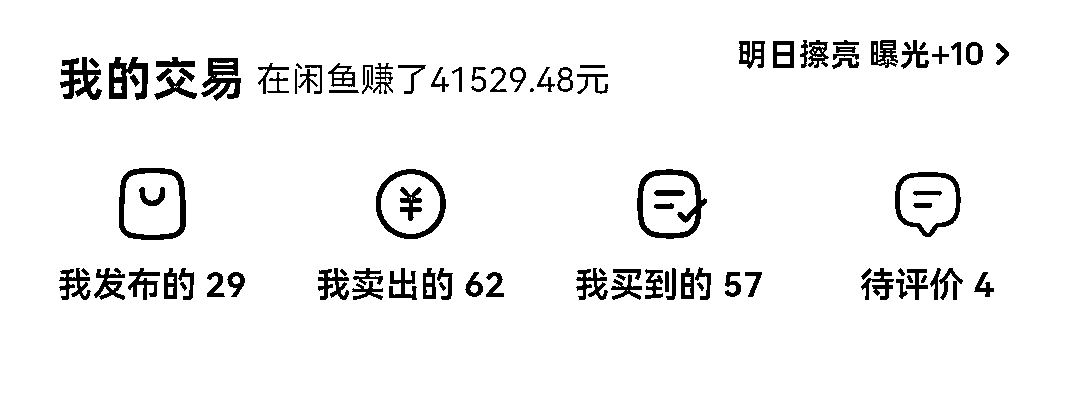 我的交易 在闲鱼赚了41529.48元
明日擦亮 曝光+10
我发布的 29
我卖出的 62
我买到的 57
待评价 4